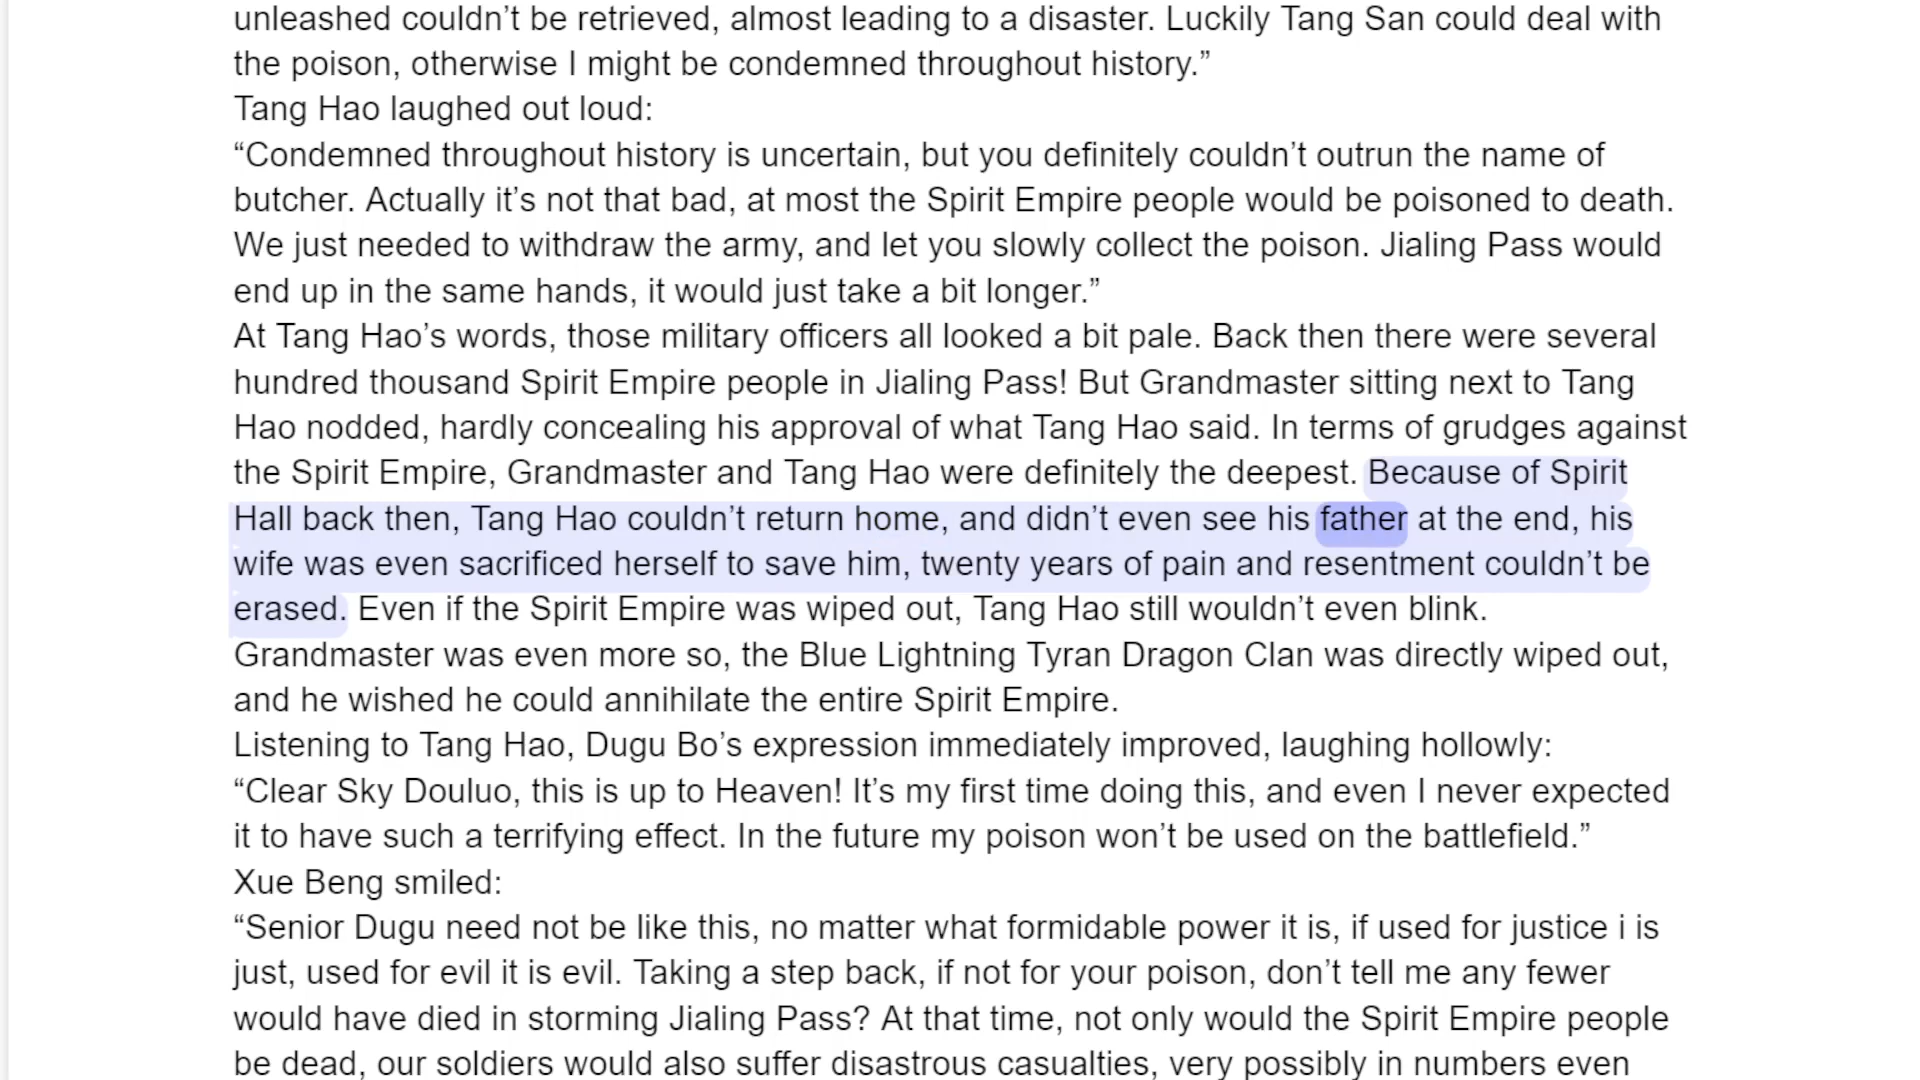 unleashed couldn’t be retrieved, almost leading to a disaster. Luckily Tang San could deal with
the poison, otherwise I might be condemned throughout history.”
Tang Hao laughed out loud:
“Condemned throughout history is uncertain, but you definitely couldn’t outrun the name of
butcher. Actually it’s not that bad, at most the Spirit Empire people would be poisoned to death.
We just needed to withdraw the army, and let you slowly collect the poison. Jialing Pass would
end up in the same hands, it would just take a bit longer.”
At Tang Hao’s words, those military officers all looked a bit pale. Back then there were several
hundred thousand Spirit Empire people in Jialing Pass! But Grandmaster sitting next to Tang
Hao nodded, hardly concealing his approval of what Tang Hao said. In terms of grudges against
the Spirit Empire, Grandmaster and Tang Hao were definitely the deepest. Because of Spirit
Hall back then, Tang Hao couldn’t return home, and didn’t even see his father at the end, his
wife was even sacrificed herself to save him, twenty years of pain and resentment couldn’t be
erased. Even if the Spirit Empire was wiped out, Tang Hao still wouldn’t even blink.
Grandmaster was even more so, the Blue Lightning Tyran Dragon Clan was directly wiped out,
and he wished he could annihilate the entire Spirit Empire.
Listening to Tang Hao, Dugu Bo’s expression immediately improved, laughing hollowly:
“Clear Sky Douluo, this is up to Heaven! It’s my first time doing this, and even I never expected
it to have such a terrifying effect. In the future my poison won’t be used on the battlefield.”
Xue Beng smiled:
“Senior Dugu need not be like this, no matter what formidable power it is, if used for justice i is
just, used for evil it is evil. Taking a step back, if not for your poison, don’t tell me any fewer
would have died in storming Jialing Pass? At that time, not only would the Spirit Empire people
be dead, our soldiers would also suffer disastrous casualties, very possibly in numbers even